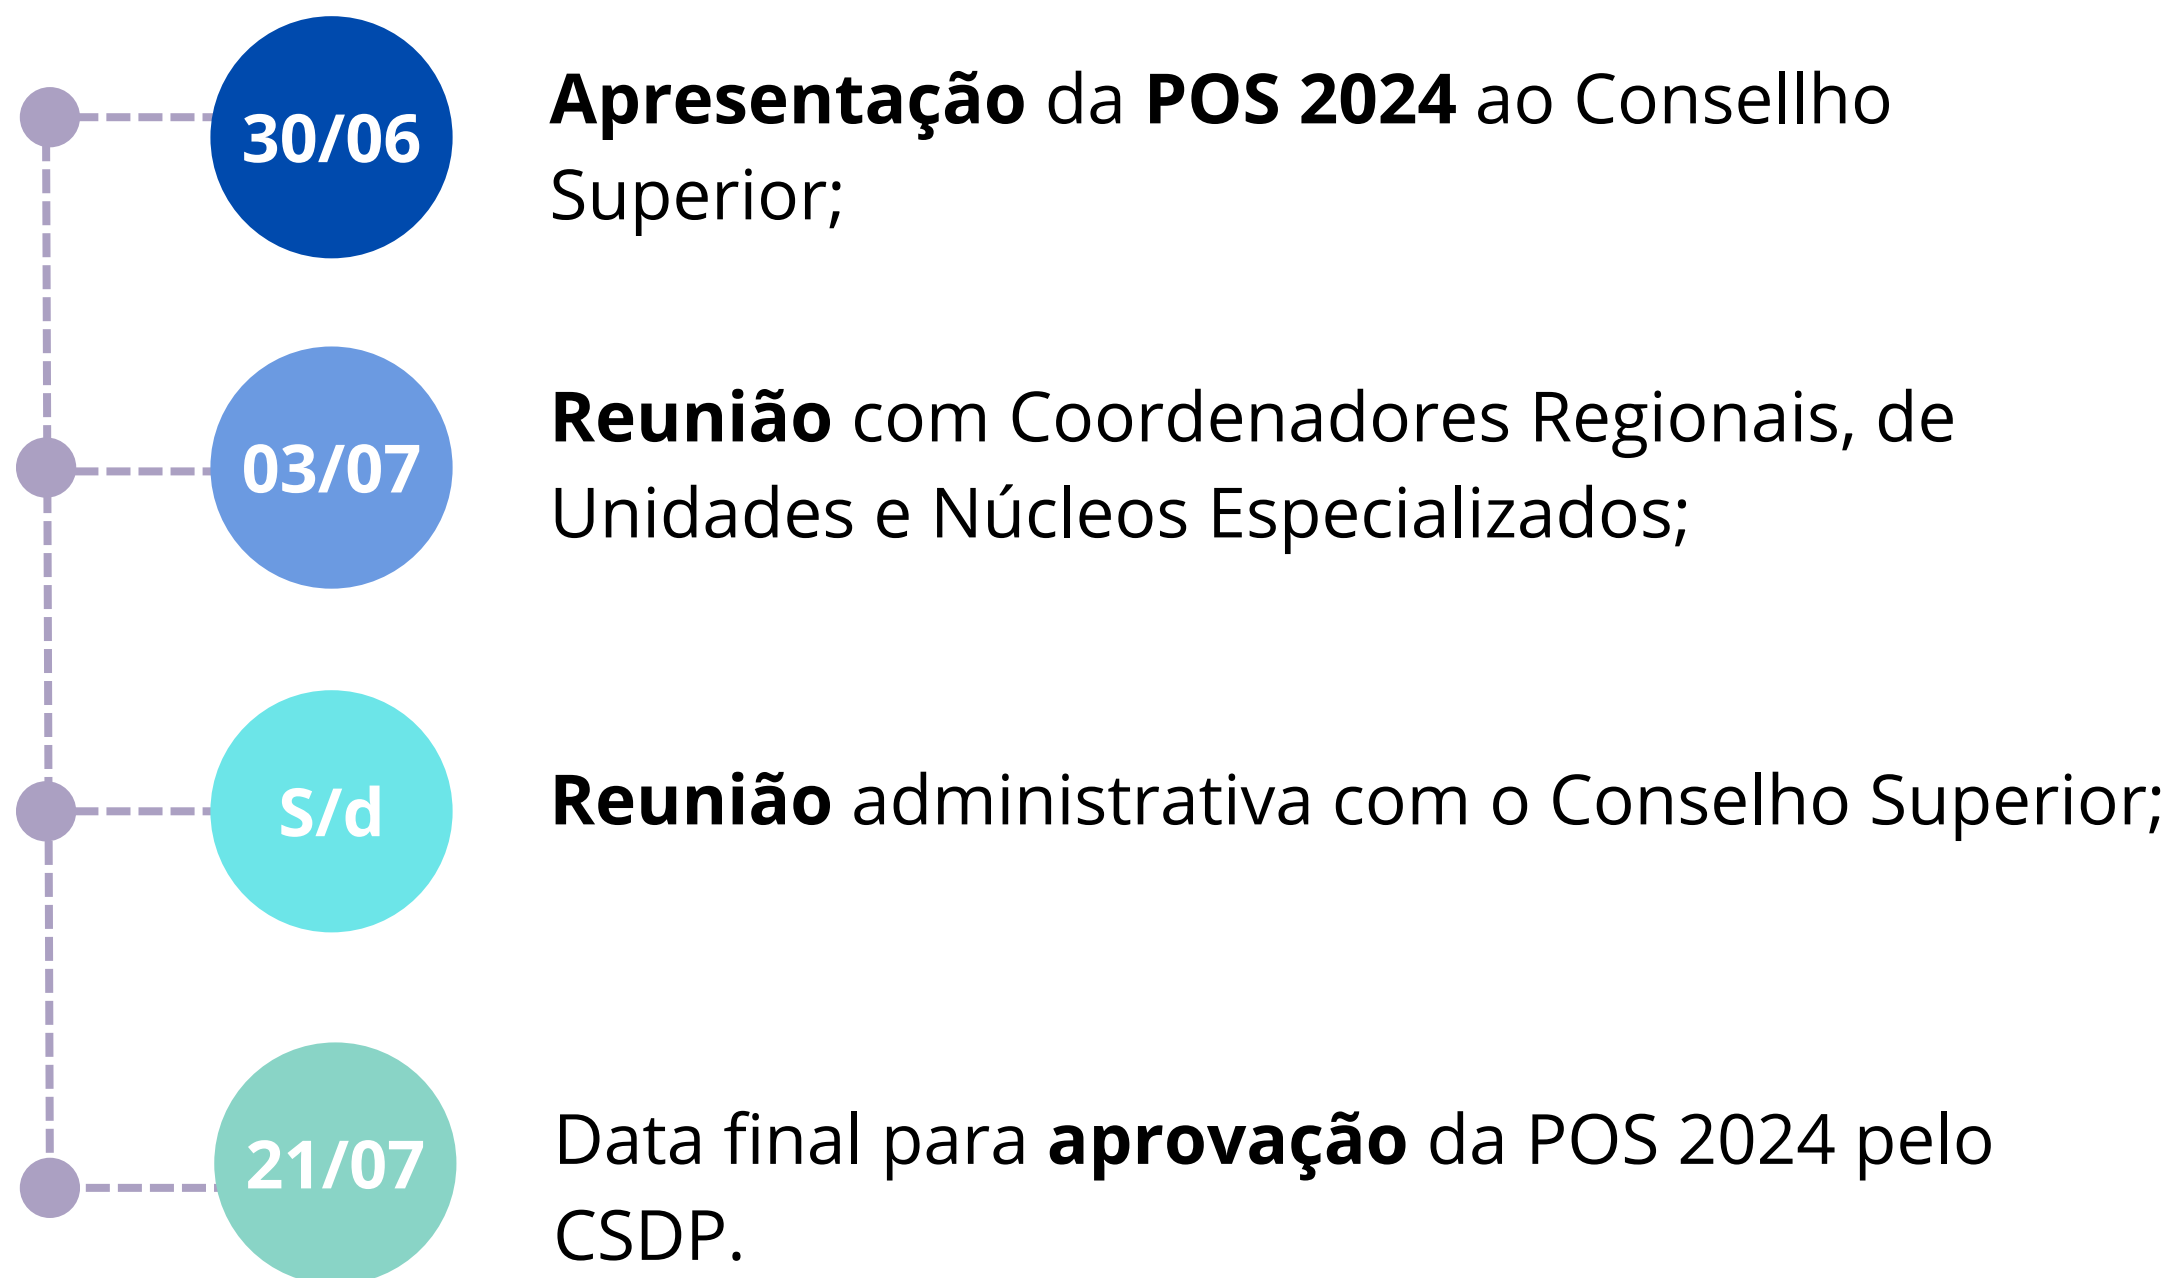 30/06
Apresentação da POS 2024 ao Consellho
Superior;
03/07
Reunião com Coordenadores Regionais, de
Unidades e Núcleos Especializados;
S/d
Reunião administrativa com o Conselho Superior;
21/07
Data final para aprovação da POS 2024 pelo
CSDP.